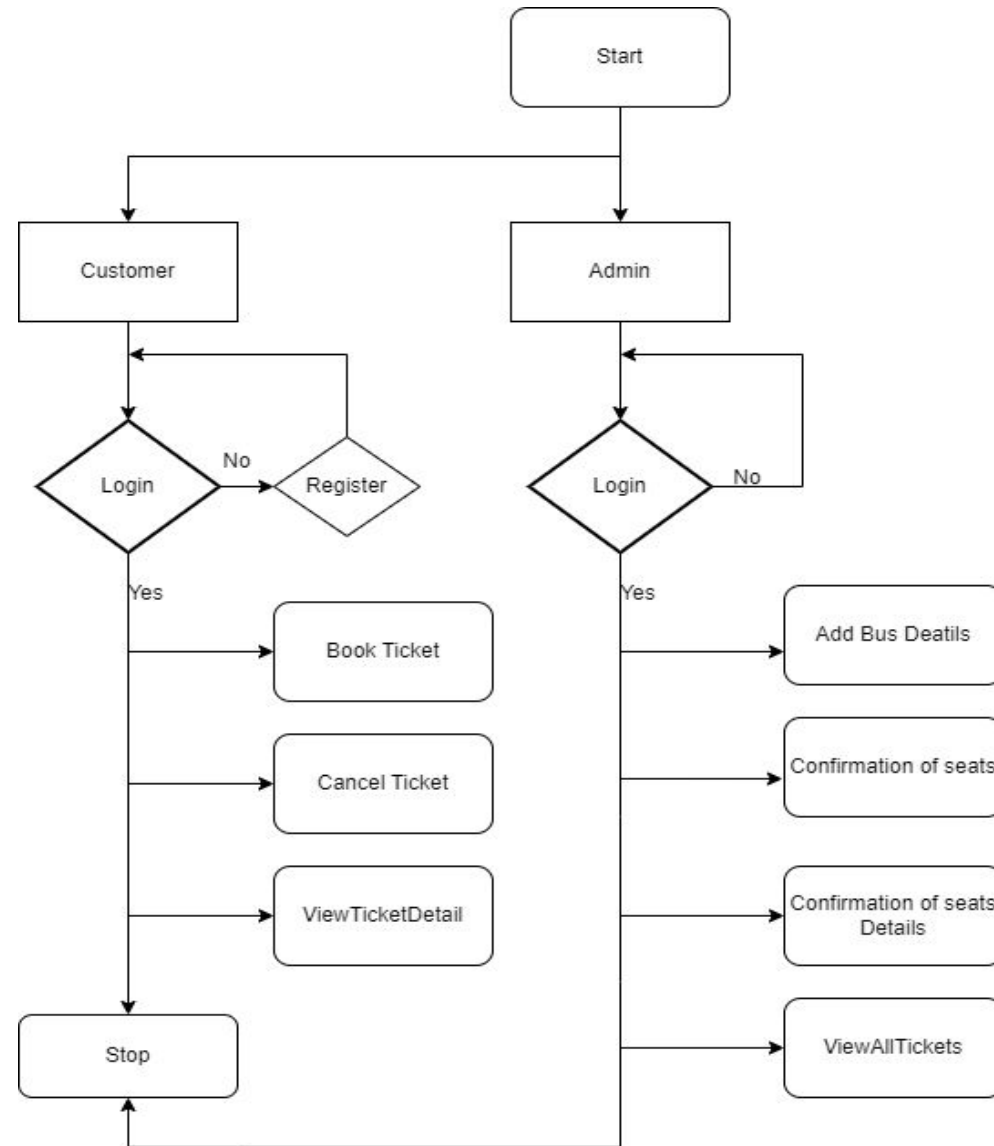 Start
Customer
Admin
Login
No
Register
Login
No
Yes
Yes
Book Ticket
Add Bus Deatils
Cancel Ticket
Confirmation of seats
ViewTicketDetail
Confirmation of seats
Details
Stop
ViewAllTickets